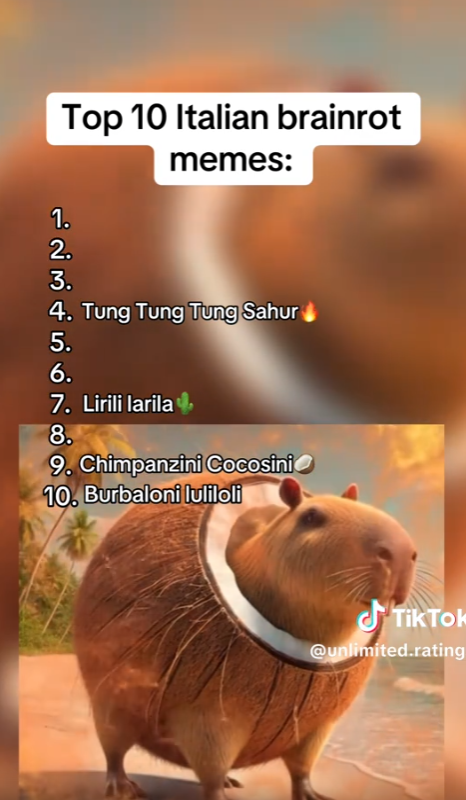 Top 10 Italian brainrot
memes:
1.
2.
3.
4. Tung Tung Tung Sahur🔥
5.
6.
7. Lirili larila🌵
8.
9. Chimpanzini Cocosini🥥
10. Burbaloni luliloli
TikTok
@unlimited.rating